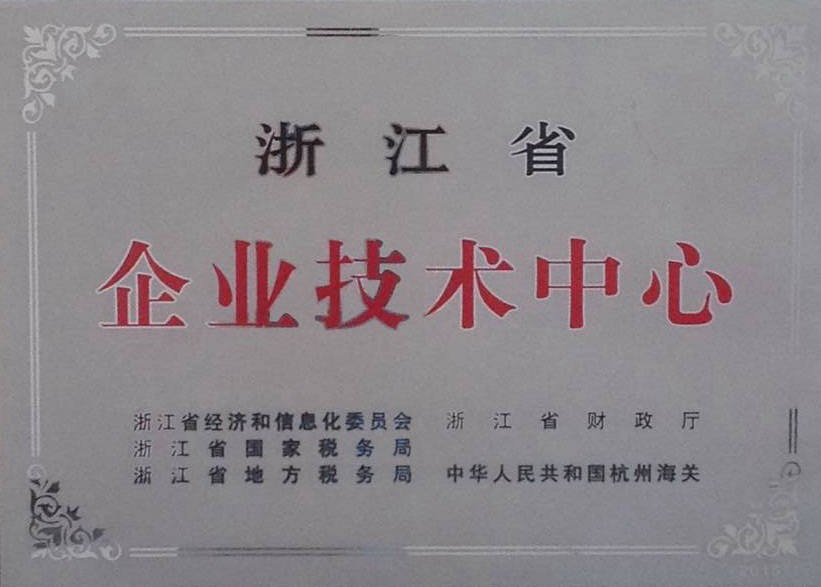 浙江省
企业技术中心
浙江省经济和信息化委员会 浙江省财政厅
浙江省国家税务局
浙江省地方税务局 中华人民共和国杭州海关